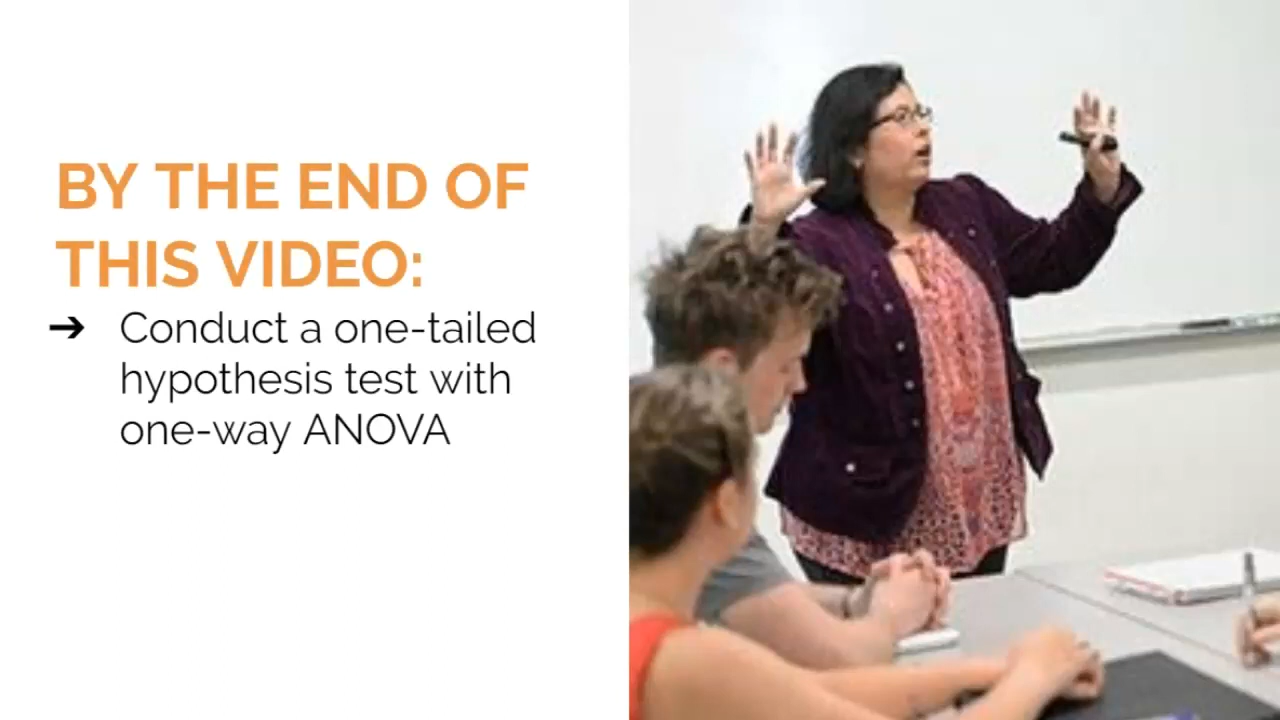 BY THE END OF
THIS VIDEO:
➔ Conduct a one-tailed
hypothesis test with
one-way ANOVA